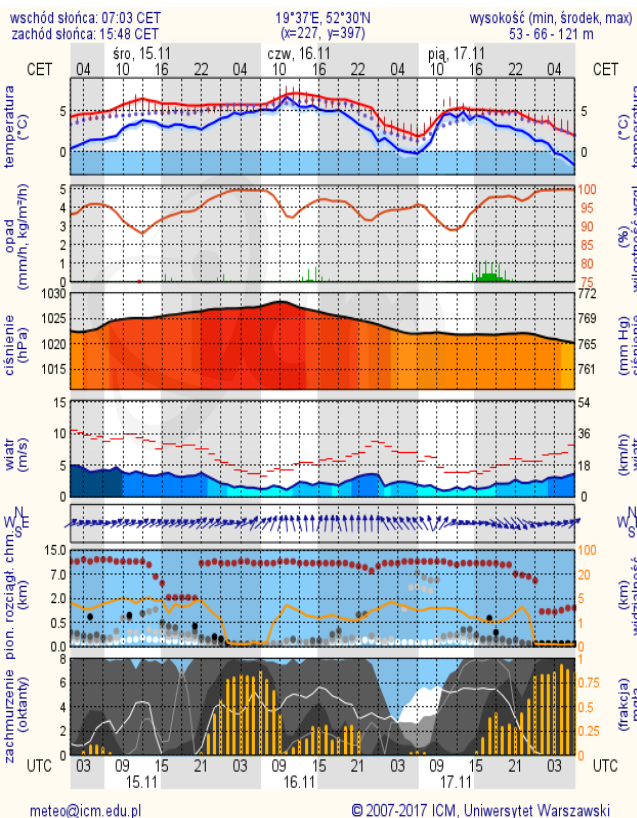 wschód słońca: 07:03 CET
zachód słońca: 15:48 CET
19°37'E, 52°30'N
(x=227, y=397)
wysokość (min, środek, max)
53 - 66 - 121 m
śro, 15.11 czw, 16.11 pią, 17.11
CET 04 10 16 22 04 10 16 22 04 10 16 22 04 CET
temperatura
(°C)
5
0
5
0
temperatura
(°C)
opad
(mm/h, kg/m²/h)
5
4
3
2
1
0
100
95
90
85
80
75
(%)
wilgotność wzgl.
ciśnienie
(hPa)
1030
1025
1020
1015
772
769
765
761
(mm Hg)
ciśnienie
wiatr
(m/s)
15
10
5
0
54
36
18
0
(km/h)
wiatr
N
W E
S
pion. rozciągł. chm.
(km)
15.0
7.0
2.0
0.5
0.0
100
20
10
5
0
(km)
widzialność
zachmurzenie
(oktanty)
8
6
4
2
0
1
0.75
0.5
0.25
0
(frakcja)
mgła
UTC 03 09 15 21 03 09 15 21 03 09 15 21 03 UTC
15.11 16.11 17.11
meteo@icm.edu.pl
© 2007-2017 ICM, Uniwersytet Warszawski